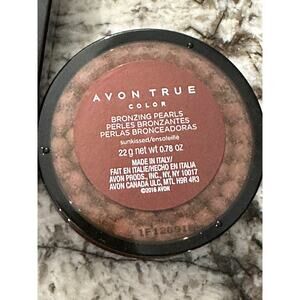 AVON TRUE
COLOR
BRONZING PEARLS
PERLES BRONZANTES
PERLAS BRONCEADORAS
sunkissed/ensoleillé
22 g net wt 0.78 oz.
MADE IN ITALY/
FAIT EN ITALIE/HECHO EN ITALIA
AVON PRODS., INC., NY, NY 10017
AVON CANADA ULC, MTL H9R 4R3
©2016 AVON